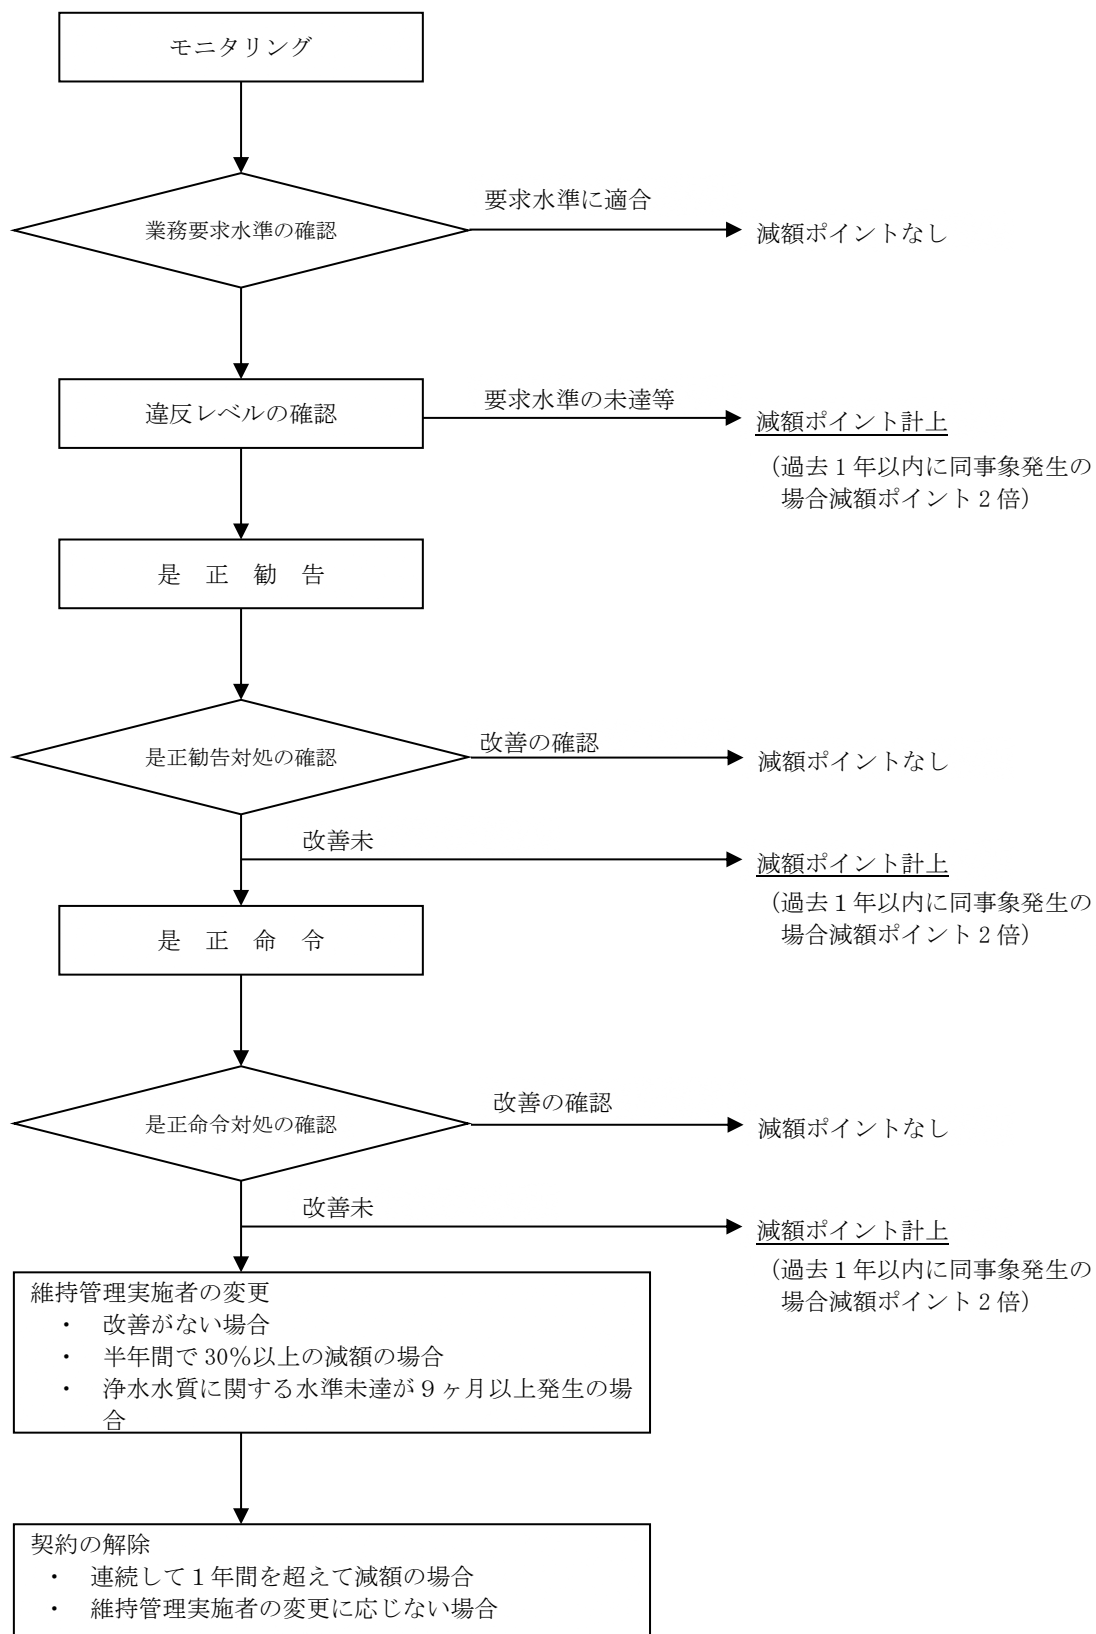 モニタリング
要求水準に適合
業務要求水準の確認
減額ポイントなし
違反レベルの確認
要求水準の未達等
減額ポイント計上
（過去１年以内に同事象発生の
場合減額ポイント２倍）
是　正　勧　告
是正勧告対処の確認
改善の確認
減額ポイントなし
改善未
減額ポイント計上
（過去１年以内に同事象発生の
場合減額ポイント２倍）
是　正　命　令
是正命令対処の確認
改善の確認
減額ポイントなし
改善未
減額ポイント計上
（過去１年以内に同事象発生の
場合減額ポイント２倍）
維持管理実施者の変更
・　改善がない場合
・　半年間で 30％以上の減額の場合
・　浄水水質に関する水準未達が９ヶ月以上発生の場
合
契約の解除
・　連続して１年間を超えて減額の場合
・　維持管理実施者の変更に応じない場合